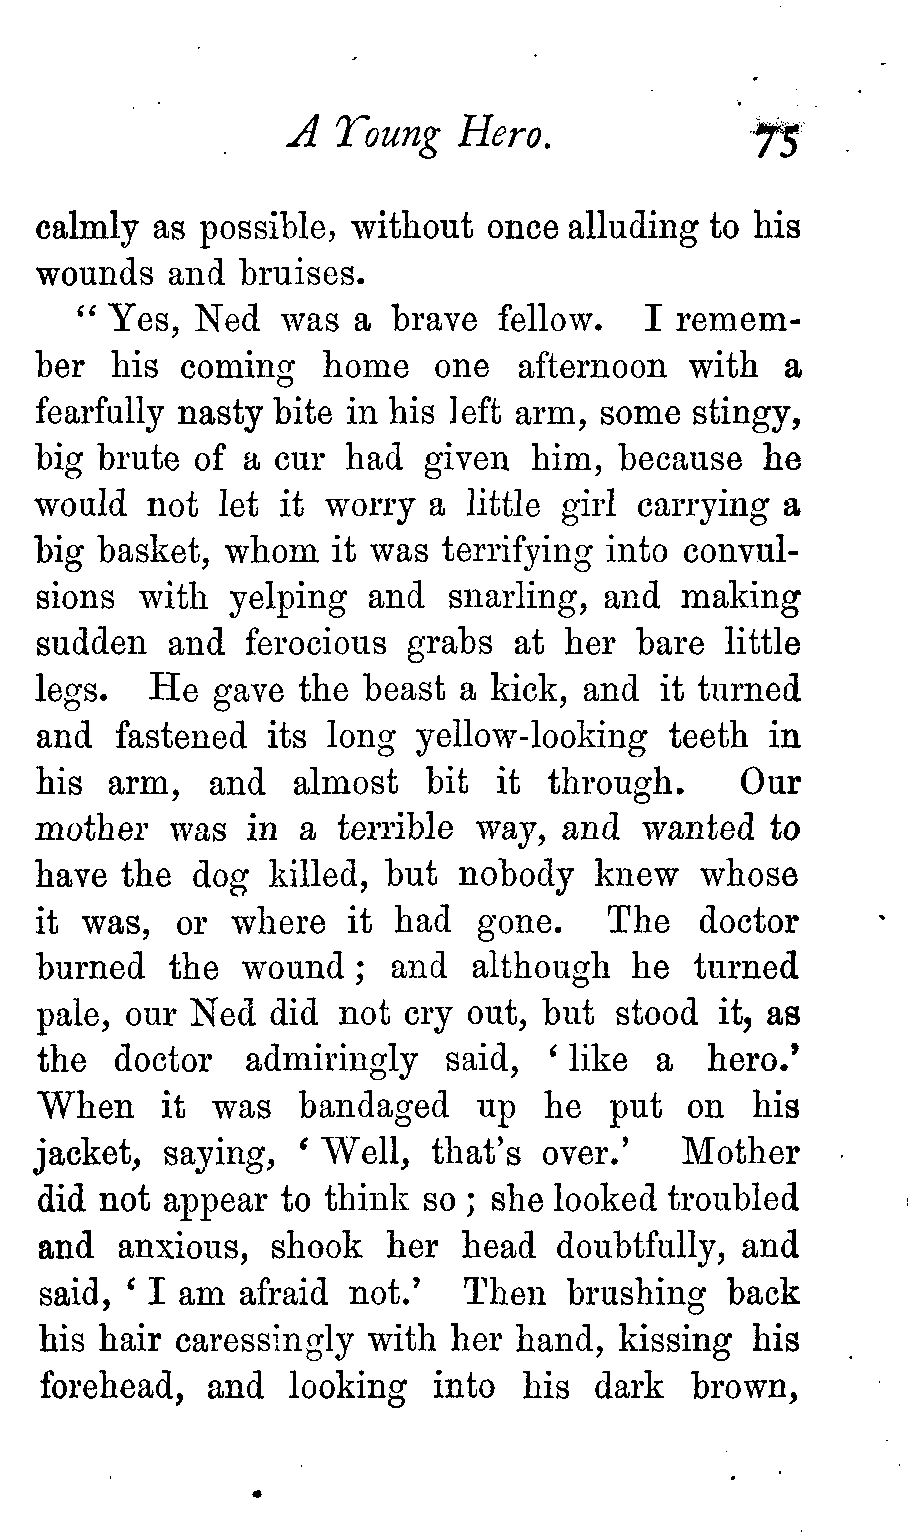 A Young Hero. 75
calmly as possible, without once alluding to his
wounds and bruises.
“ Yes, Ned was a brave fellow. I remem-
ber his coming home one afternoon with a
fearfully nasty bite in his left arm, some stingy,
big brute of a cur had given him, because he
would not let it worry a little girl carrying a
big basket, whom it was terrifying into convul-
sions with yelping and snarling, and making
sudden and ferocious grabs at her bare little
legs. He gave the beast a kick, and it turned
and fastened its long yellow-looking teeth in
his arm, and almost bit it through. Our
mother was in a terrible way, and wanted to
have the dog killed, but nobody knew whose
it was, or where it had gone. The doctor
burned the wound ; and although he turned
pale, our Ned did not cry out, but stood it, as
the doctor admiringly said, ‘ like a hero.’
When it was bandaged up he put on his
jacket, saying, ‘ Well, that’s over.’ Mother
did not appear to think so ; she looked troubled
and anxious, shook her head doubtfully, and
said, ‘ I am afraid not.’ Then brushing back
his hair caressingly with her hand, kissing his
forehead, and looking into his dark brown,